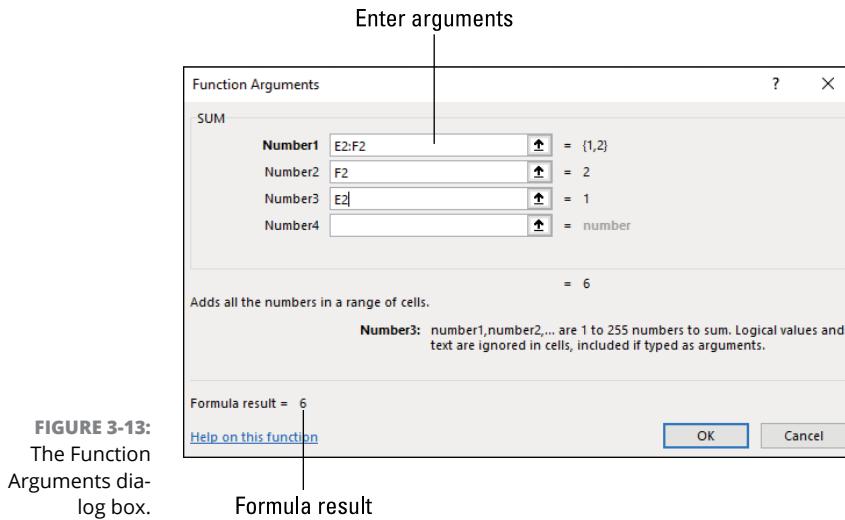 Enter arguments
Function Arguments ? ×
SUM
Number1 E2:F2 = {1,2}
Number2 F2 = 2
Number3 E2 = 1
Number4 = number
= 6
Adds all the numbers in a range of cells.
Number3: number1,number2,... are 1 to 255 numbers to sum. Logical values and
text are ignored in cells, included if typed as arguments.
Formula result = 6
Help on this function OK Cancel
FIGURE 3-13:
The Function
Arguments dia-
log box.
Formula result